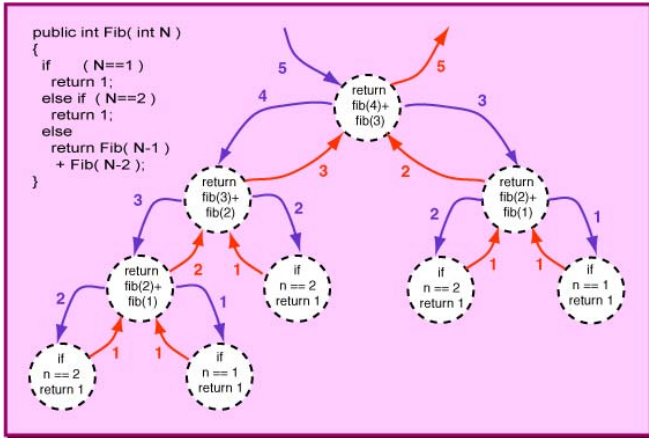 public int Fib( int N )
{
if ( N==1 )
return 1;
else if ( N==2 )
return 1;
else
return Fib( N-1 )
+ Fib( N-2 );
}
5
5
return
fib(4)+
fib(3)
4
3
3
2
return
fib(3)+
fib(2)
return
fib(2)+
fib(1)
3
2
2
1
2
1
1
1
return
fib(2)+
fib(1)
if
n == 2
return 1
if
n == 2
return 1
if
n == 1
return 1
2
1
1
1
if
n == 2
return 1
if
n == 1
return 1